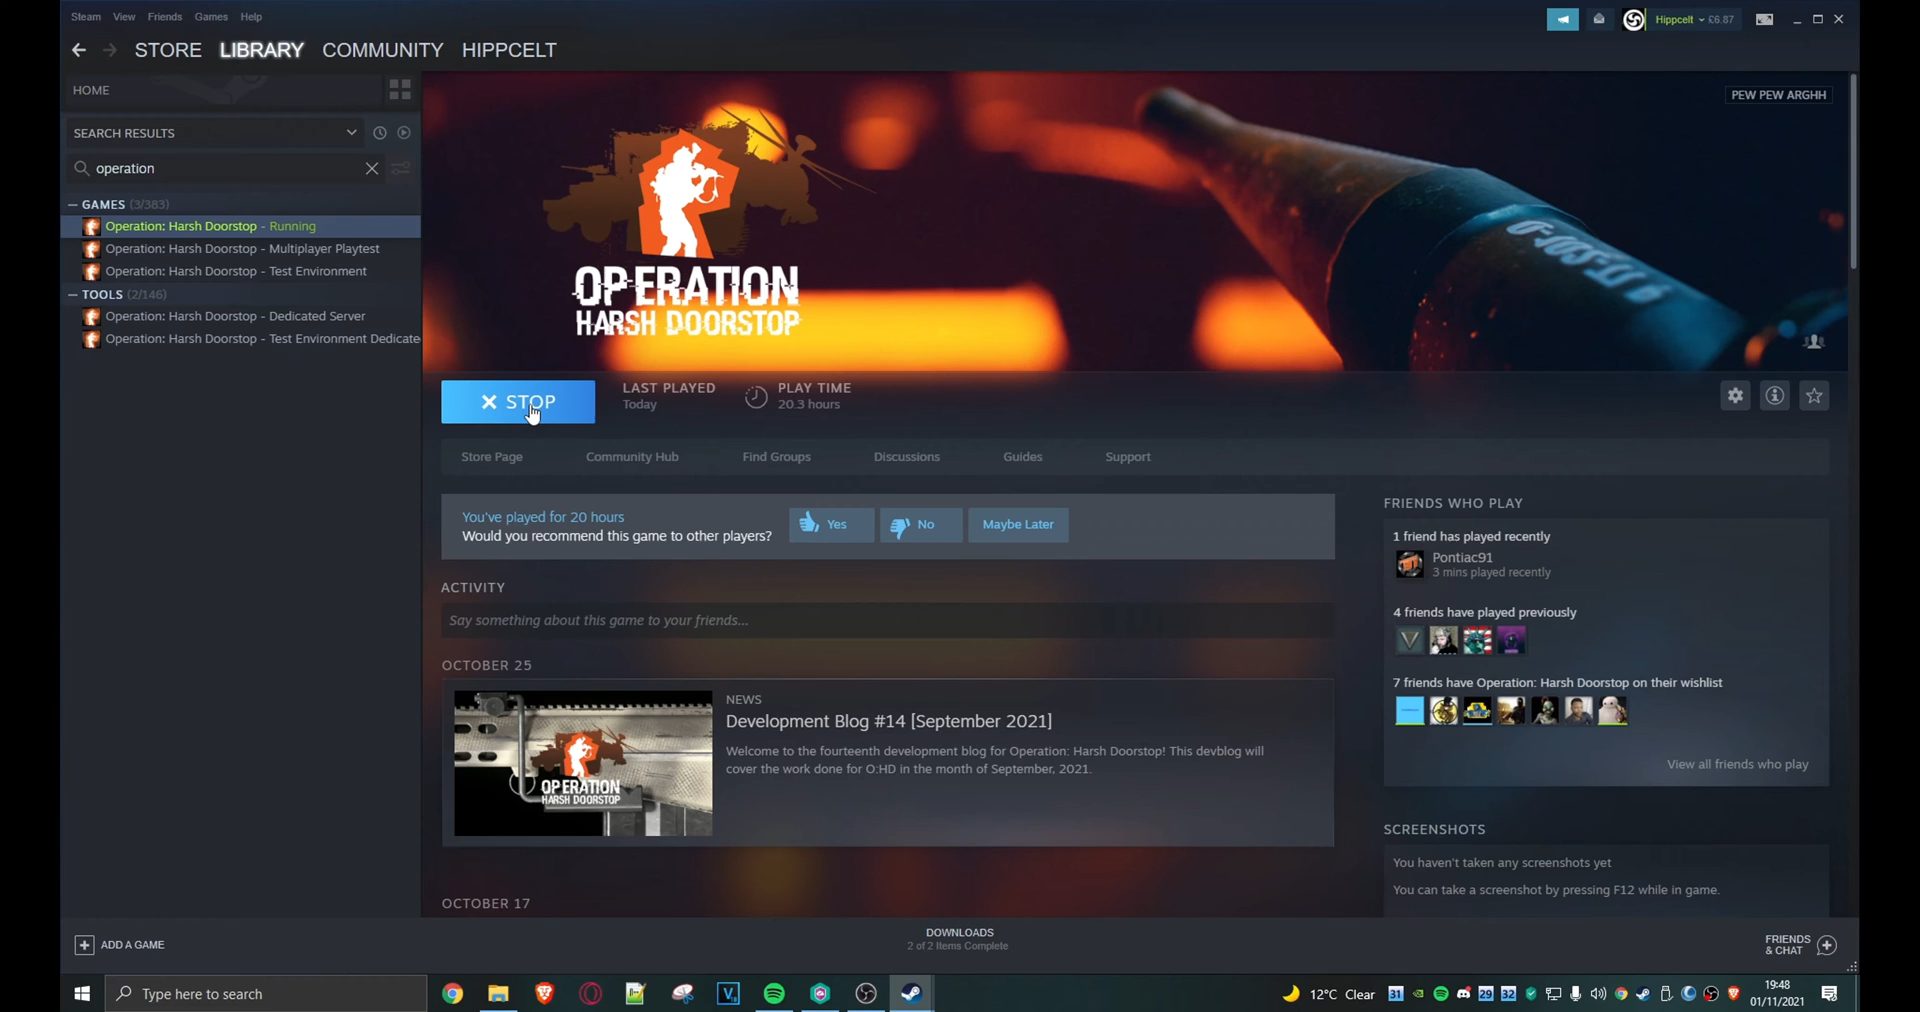 Steam View Friends Games Help
Hippcelt £6.87
STORE LIBRARY COMMUNITY HIPPCELT
HOME
PEW PEW ARGHH
SEARCH RESULTS
operation
GAMES (3/383)
Operation: Harsh Doorstop - Running
Operation: Harsh Doorstop - Multiplayer Playtest
Operation: Harsh Doorstop - Test Environment
TOOLS (2/146)
Operation: Harsh Doorstop - Dedicated Server
Operation: Harsh Doorstop - Test Environment Dedicate
OPERATION
HARSH DOORSTOP
STOP
LAST PLAYED
Today
PLAY TIME
20.3 hours
Store Page Community Hub Find Groups Discussions Guides Support
You've played for 20 hours
Would you recommend this game to other players?
Yes No Maybe Later
ACTIVITY
Say something about this game to your friends...
OCTOBER 25
OPERATION
HARSH DOORSTOP
NEWS
Development Blog #14 [September 2021]
Welcome to the fourteenth development blog for Operation: Harsh Doorstop! This devblog will
cover the work done for O:HD in the month of September, 2021.
OCTOBER 17
FRIENDS WHO PLAY
1 friend has played recently
Pontiac91
3 mins played recently
4 friends have played previously
7 friends have Operation: Harsh Doorstop on their wishlist
View all friends who play
SCREENSHOTS
You haven't taken any screenshots yet
You can take a screenshot by pressing F12 while in game.
ADD A GAME
DOWNLOADS
2 of 2 Items Complete
FRIENDS
& CHAT
Type here to search
12°C Clear
31
29
32
19:48
01/11/2021